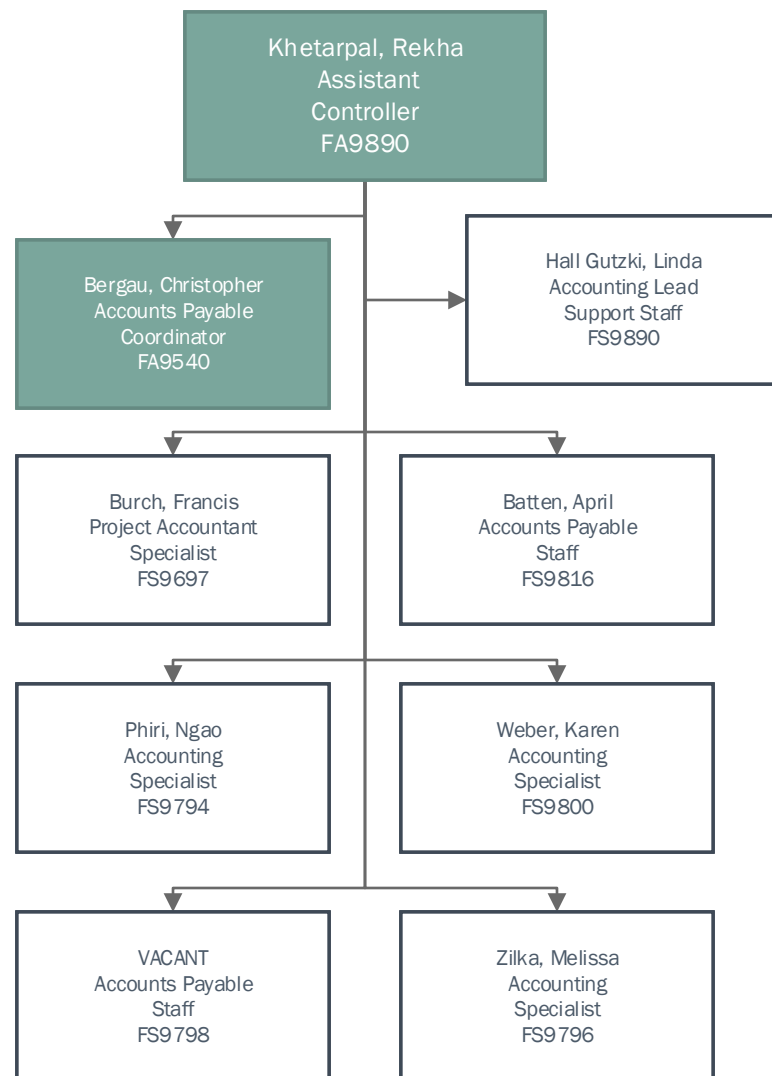 Khetarpal, Rekha
Assistant
Controller
FA9890
Bergau, Christopher
Accounts Payable
Coordinator
FA9540
Hall Gutzki, Linda
Accounting Lead
Support Staff
FS9890
Burch, Francis
Project Accountant
Specialist
FS9697
Batten, April
Accounts Payable
Staff
FS9816
Phiri, Ngao
Accounting
Specialist
FS9794
Weber, Karen
Accounting
Specialist
FS9800
VACANT
Accounts Payable
Staff
FS9798
Zilka, Melissa
Accounting
Specialist
FS9796